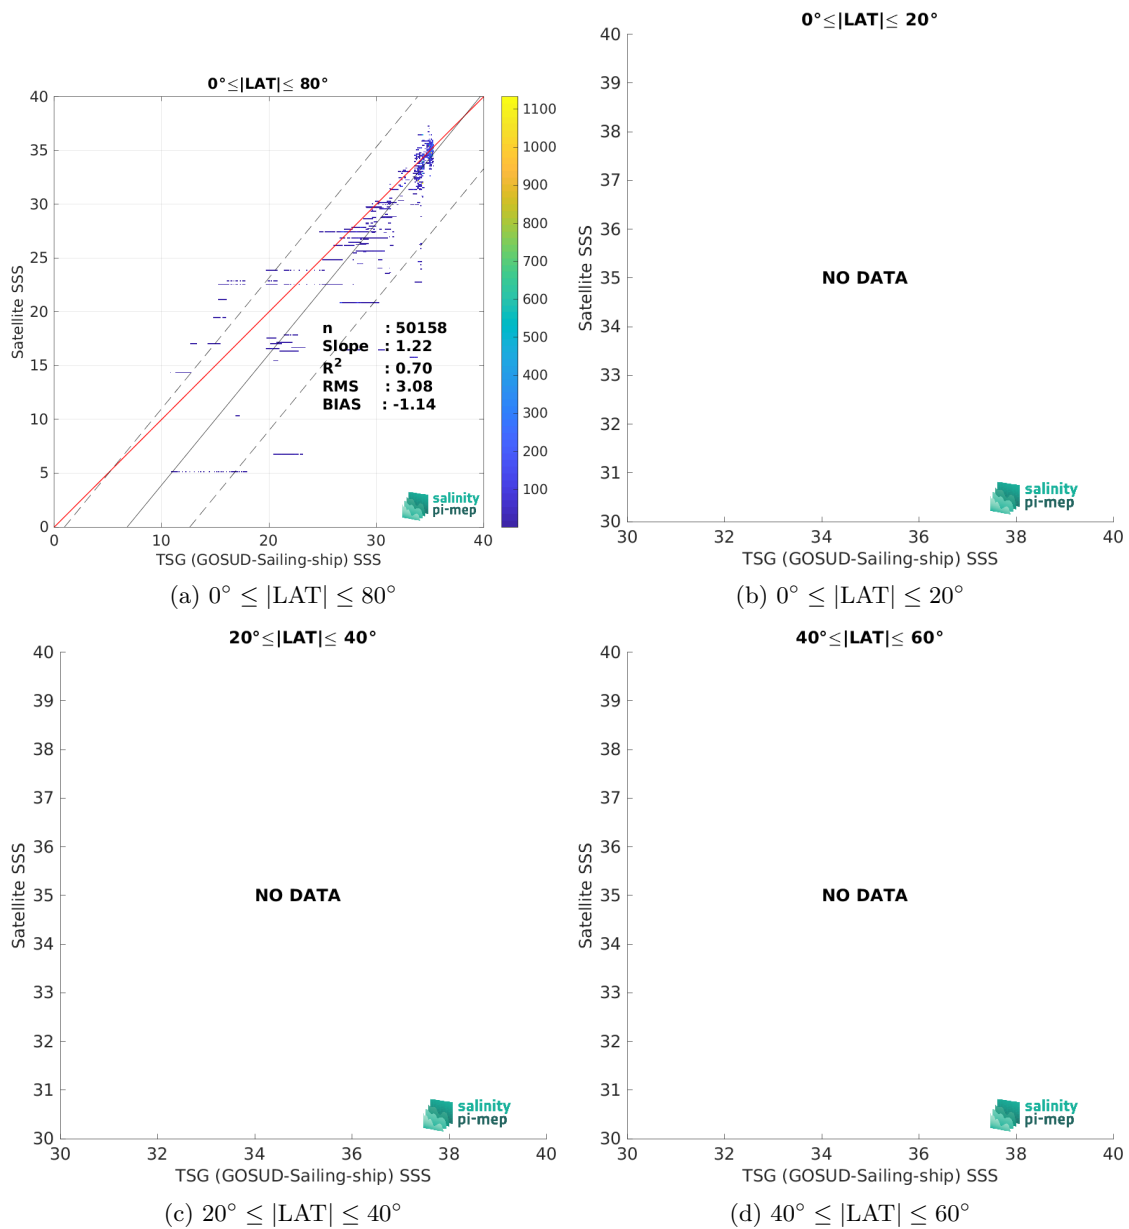 0°≤|LAT|≤ 80°
40
35
30
25
20
15
10
5
0
Satellite SSS
0
10
20
30
40
TSG (GOSUD-Sailing-ship) SSS
n : 50158
Slope : 1.22
R² : 0.70
RMS : 3.08
BIAS : -1.14
1100
1000
900
800
700
600
500
400
300
200
100
salinity
pi-mep
(a) 0° ≤ |LAT| ≤ 80°
0°≤|LAT|≤ 20°
40
39
38
37
36
35
34
33
32
31
30
Satellite SSS
NO DATA
salinity
pi-mep
30
32
34
36
38
40
TSG (GOSUD-Sailing-ship) SSS
(b) 0° ≤ |LAT| ≤ 20°
20°≤|LAT|≤ 40°
40
39
38
37
36
35
34
33
32
31
30
Satellite SSS
NO DATA
salinity
pi-mep
30
32
34
36
38
40
TSG (GOSUD-Sailing-ship) SSS
(c) 20° ≤ |LAT| ≤ 40°
40°≤|LAT|≤ 60°
40
39
38
37
36
35
34
33
32
31
30
Satellite SSS
NO DATA
salinity
pi-mep
30
32
34
36
38
40
TSG (GOSUD-Sailing-ship) SSS
(d) 40° ≤ |LAT| ≤ 60°